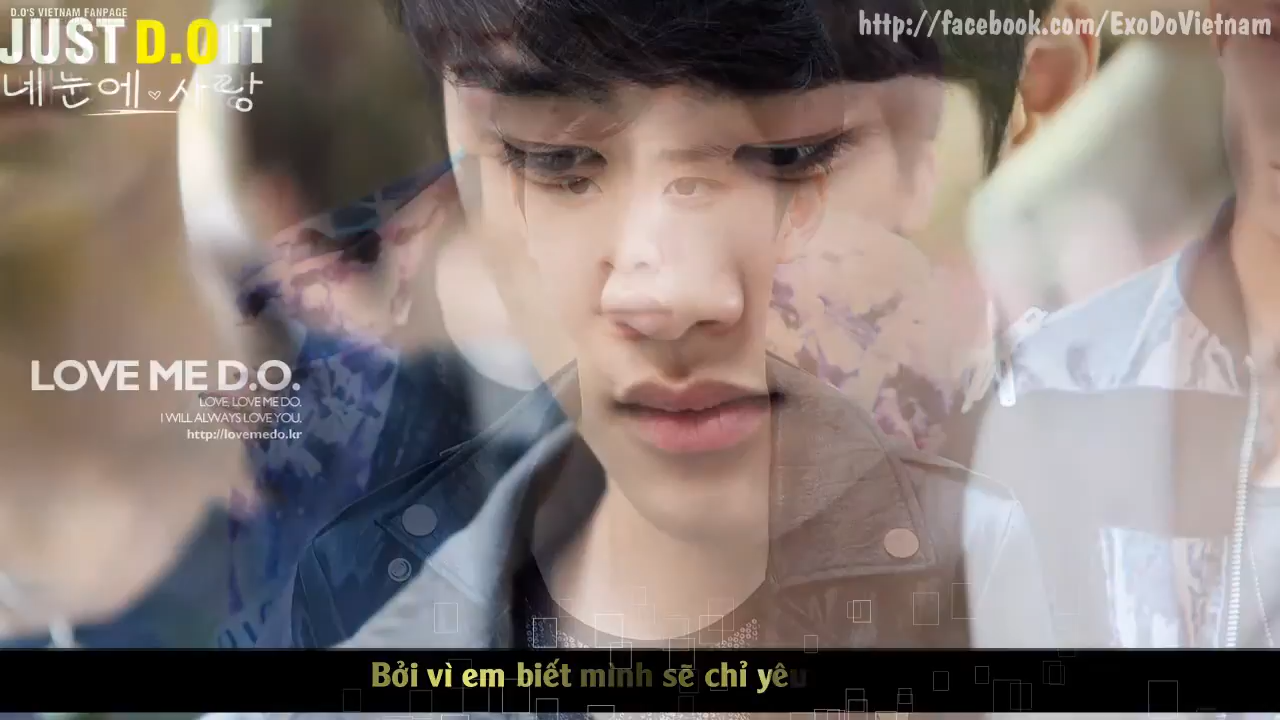 D.O'S VIETNAM FANPAGE
JUST D.O IT
네 눈에 ♡ 사랑
http://facebook.com/ExoDoVietnam
LOVE ME D.O.
LOVE, LOVE ME DO.
I WILL ALWAYS LOVE YOU.
http://lovemedo.kr
Bởi vì em biết mình sẽ chỉ yêu